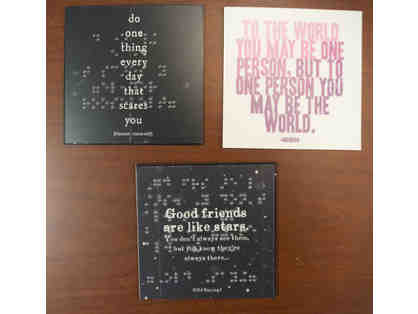 do
one
thing
every
day
that
scares
you
TO THE WORLD
YOU MAY BE ONE
PERSON, BUT TO
ONE PERSON YOU
MAY BE THE
WORLD.
Good friends
are like stars.
You don't always see them,
but you know they're
always there...